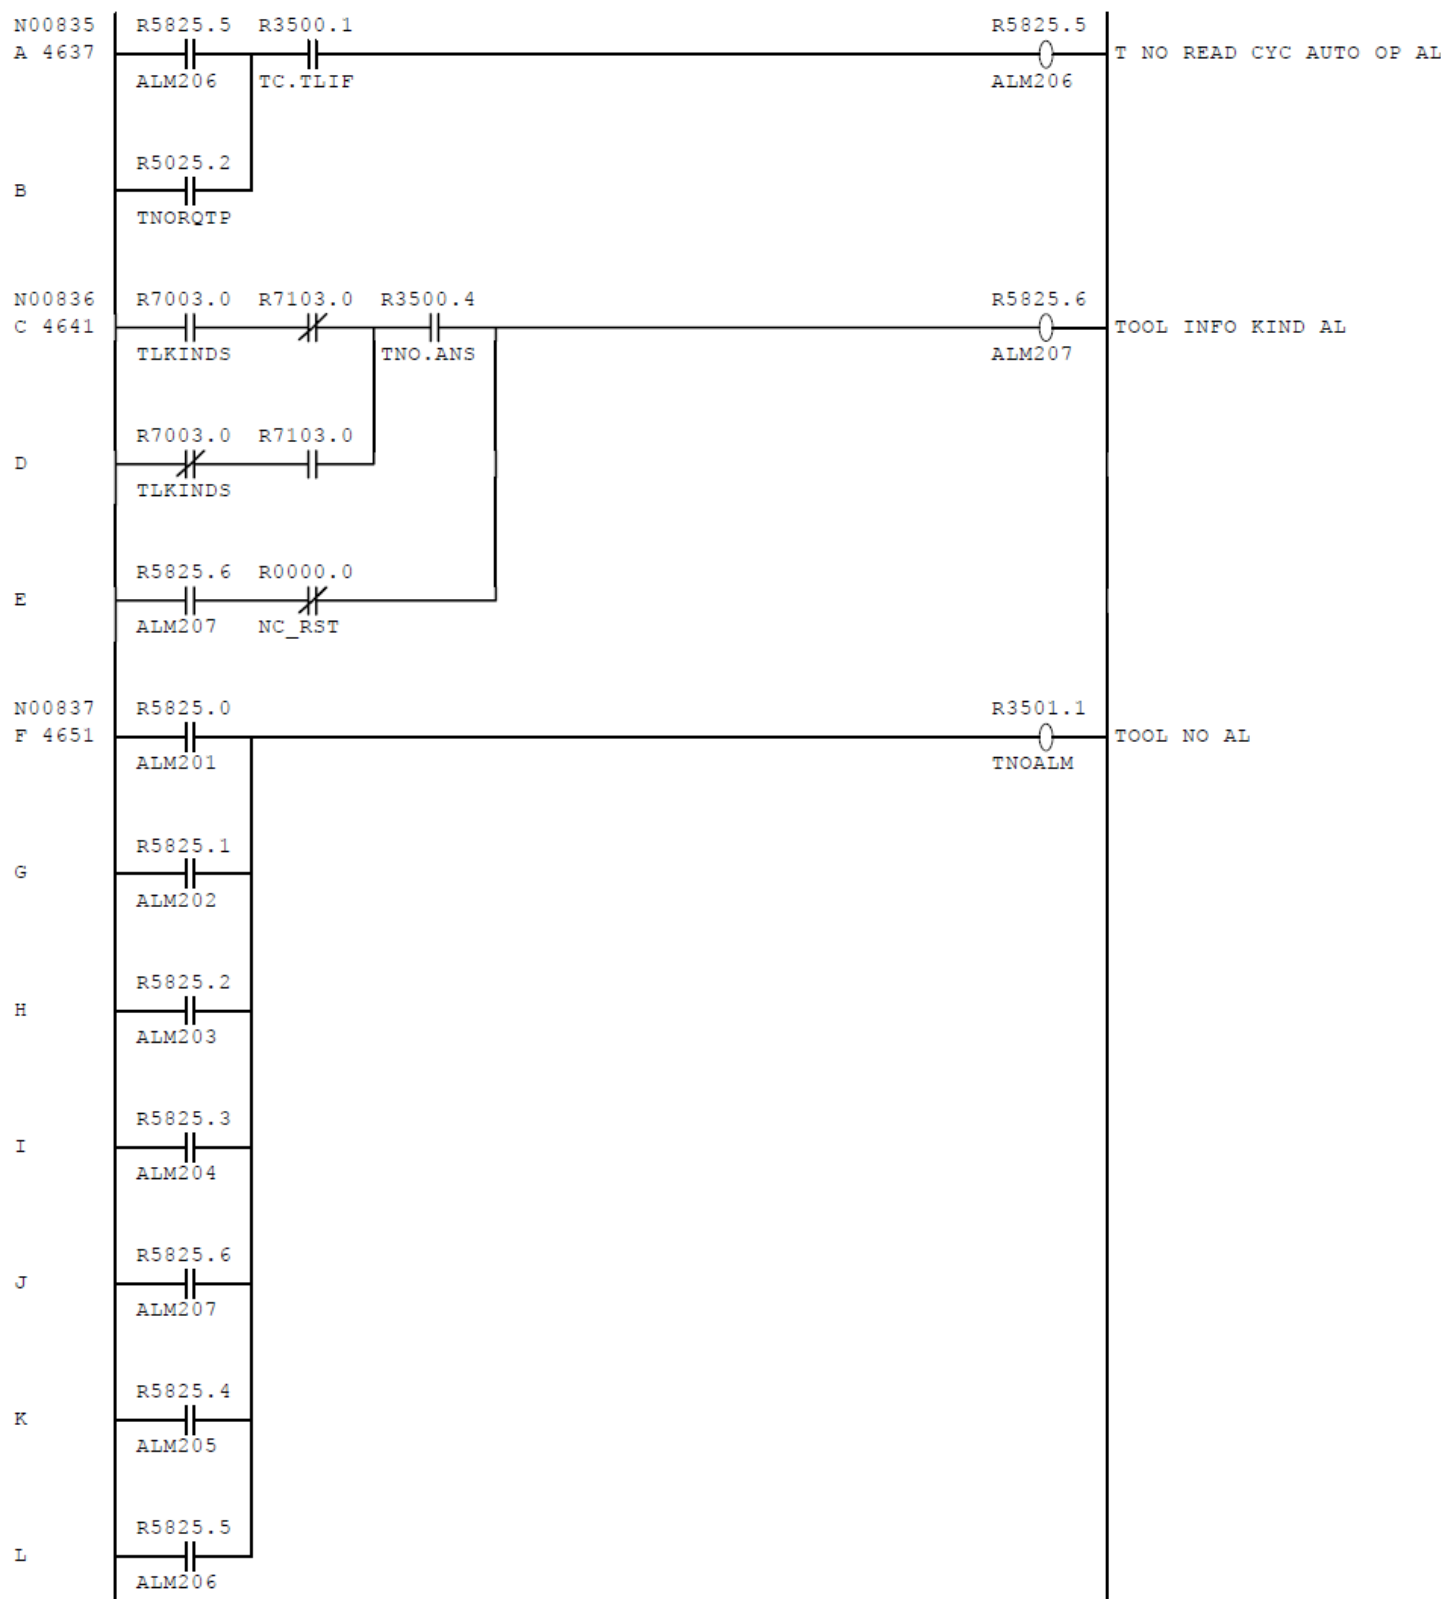 N00835 R5825.5 R3500.1 R5825.5
A 4637 T NO READ CYC AUTO OP AL
ALM206 TC.TLIF ALM206
R5025.2
B
TNORQTP
N00836 R7003.0 R7103.0 R3500.4 R5825.6
C 4641 TOOL INFO KIND AL
TLKINDS TNO.ANS ALM207
R7003.0 R7103.0
D
TLKINDS
R5825.6 R0000.0
E
ALM207 NC_RST
N00837 R5825.0 R3501.1
F 4651 TOOL NO AL
ALM201 TNOALM
R5825.1
G
ALM202
R5825.2
H
ALM203
R5825.3
I
ALM204
R5825.6
J
ALM207
R5825.4
K
ALM205
R5825.5
L
ALM206